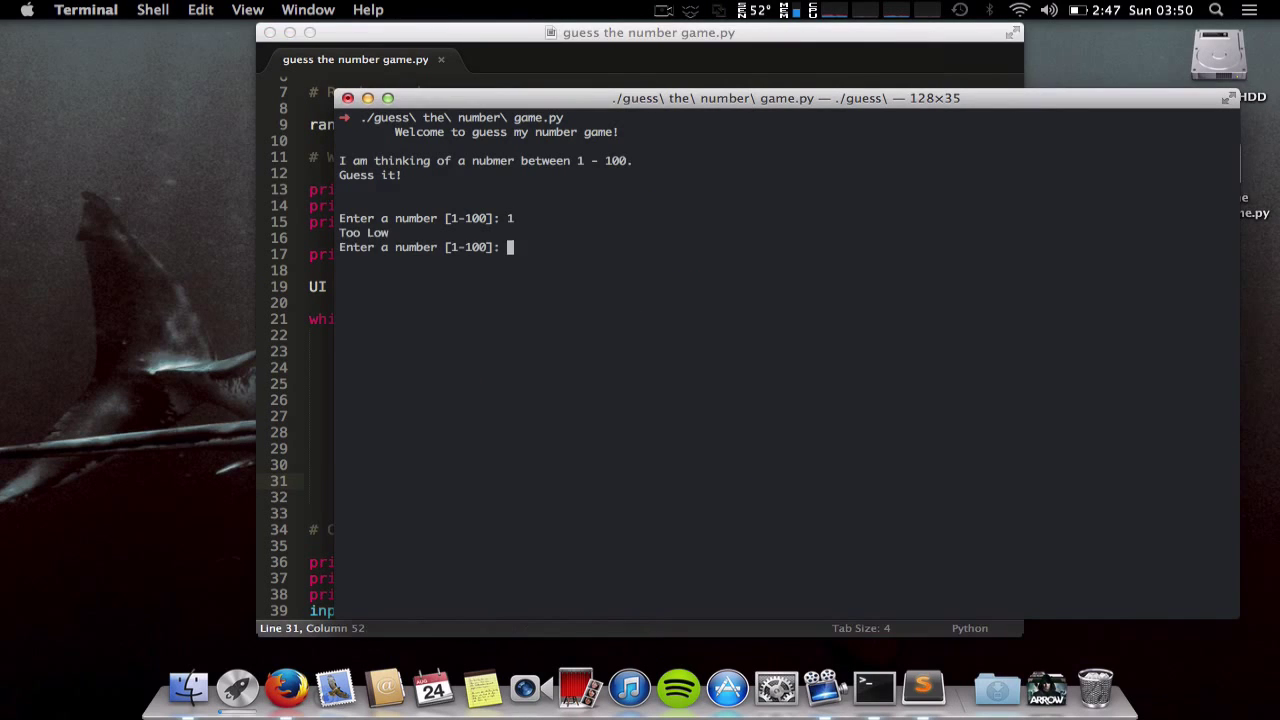 Terminal Shell Edit View Window Help 52° 2:47 Sun 03:50
guess the number game.py
guess the number game.py ×
./guess\ the\ number\ game.py — ./guess\ — 128×35
➜ ./guess\ the\ number\ game.py
Welcome to guess my number game!
I am thinking of a nubmer between 1 - 100.
Guess it!
Enter a number [1-100]: 1
Too Low
Enter a number [1-100]:
6
7 # R
8
9 ran
10
11 # W
12
13 pri
14 pri
15 pri
16
17 pri
18
19 UI
20
21 whi
22
23
24
25
26
27
28
29
30
31
32
33
34 # C
35
36 pri
37 pri
38 pri
39 inp
Line 31, Column 52 Tab Size: 4 Python
HDD
e
e.py
AUG
24
ARROW